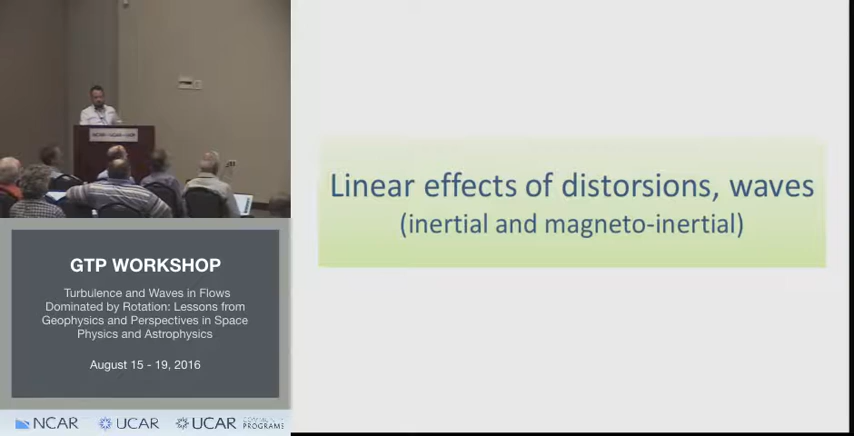 Linear effects of distorsions, waves
(inertial and magneto-inertial)
GTP WORKSHOP
Turbulence and Waves in Flows
Dominated by Rotation: Lessons from
Geophysics and Perspectives in Space
Physics and Astrophysics
August 15 - 19, 2016
NCAR UCAR UCAR COMMUNITY
PROGRAMS